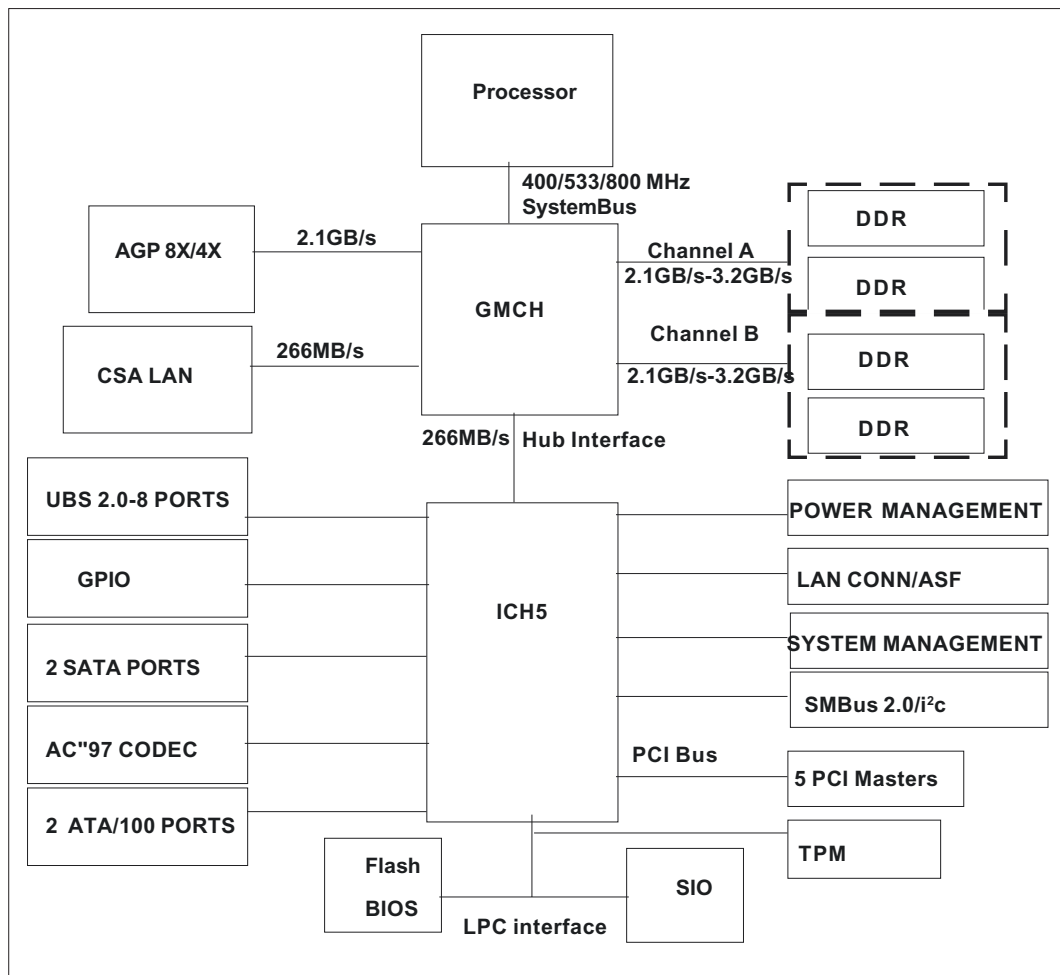 Processor
400/533/800 MHz
SystemBus
AGP 8X/4X
2.1GB/s
GMCH
Channel A
2.1GB/s-3.2GB/s
DDR
DDR
CSA LAN
266MB/s
Channel B
2.1GB/s-3.2GB/s
DDR
DDR
266MB/s
Hub Interface
UBS 2.0-8 PORTS
GPIO
2 SATA PORTS
AC"97 CODEC
2 ATA/100 PORTS
ICH5
POWER MANAGEMENT
LAN CONN/ASF
SYSTEM MANAGEMENT
SMBus 2.0/i²c
PCI Bus
5 PCI Masters
TPM
Flash
BIOS
LPC interface
SIO